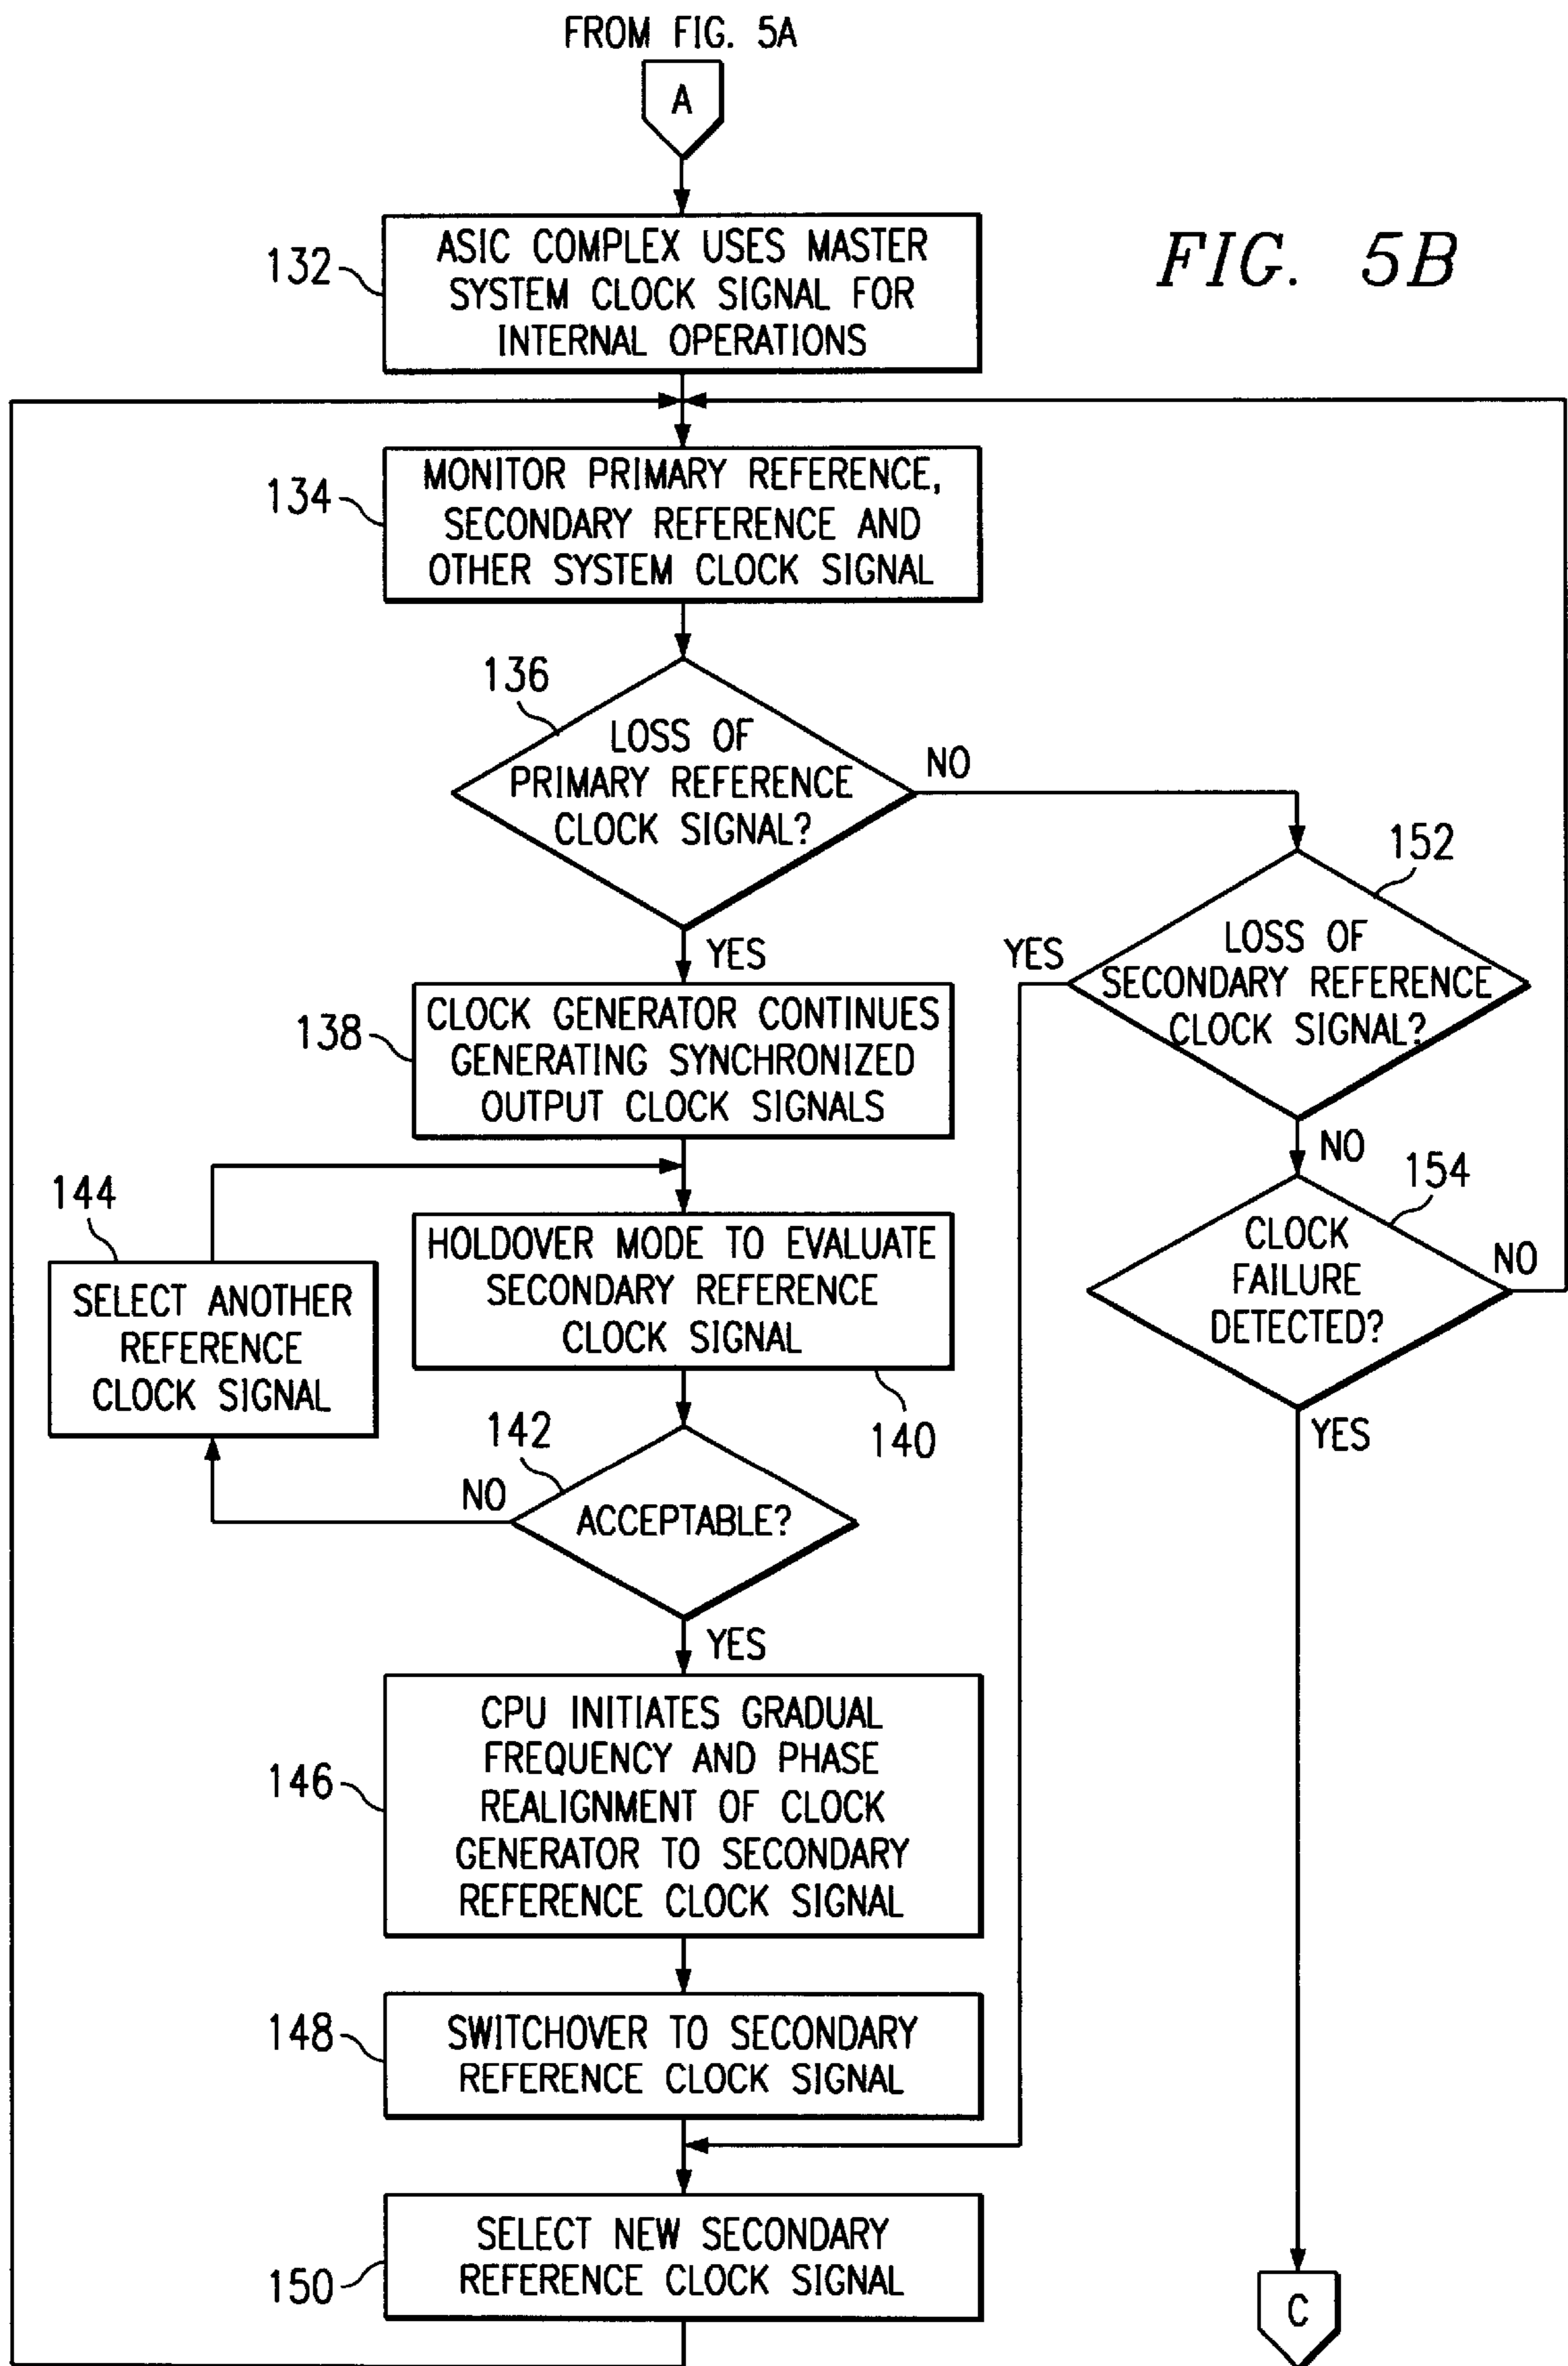 FROM FIG. 5A
A
FIG. 5B
132
ASIC COMPLEX USES MASTER
SYSTEM CLOCK SIGNAL FOR
INTERNAL OPERATIONS
134
MONITOR PRIMARY REFERENCE,
SECONDARY REFERENCE AND
OTHER SYSTEM CLOCK SIGNAL
136
LOSS OF
PRIMARY REFERENCE
CLOCK SIGNAL?
NO
YES
152
LOSS OF
SECONDARY REFERENCE
CLOCK SIGNAL?
YES
NO
138
CLOCK GENERATOR CONTINUES
GENERATING SYNCHRONIZED
OUTPUT CLOCK SIGNALS
154
CLOCK
FAILURE
DETECTED?
NO
YES
144
SELECT ANOTHER
REFERENCE
CLOCK SIGNAL
HOLDOVER MODE TO EVALUATE
SECONDARY REFERENCE
CLOCK SIGNAL
140
142
NO
ACCEPTABLE?
YES
146
CPU INITIATES GRADUAL
FREQUENCY AND PHASE
REALIGNMENT OF CLOCK
GENERATOR TO SECONDARY
REFERENCE CLOCK SIGNAL
148
SWITCHOVER TO SECONDARY
REFERENCE CLOCK SIGNAL
150
SELECT NEW SECONDARY
REFERENCE CLOCK SIGNAL
C